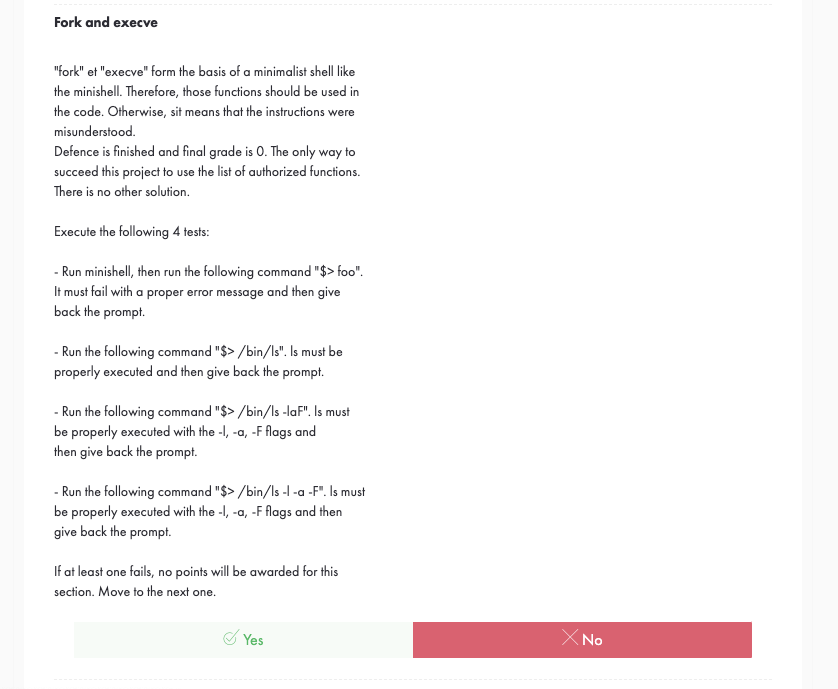 Fork and execve
"fork" et "execve" form the basis of a minimalist shell like
the minishell. Therefore, those functions should be used in
the code. Otherwise, sit means that the instructions were
misunderstood.
Defence is finished and final grade is 0. The only way to
succeed this project to use the list of authorized functions.
There is no other solution.
Execute the following 4 tests:
- Run minishell, then run the following command "$> foo".
It must fail with a proper error message and then give
back the prompt.
- Run the following command "$> /bin/ls". ls must be
properly executed and then give back the prompt.
- Run the following command "$> /bin/ls -laF". ls must
be properly executed with the -l, -a, -F flags and
then give back the prompt.
- Run the following command "$> /bin/ls -l -a -F". ls must
be properly executed with the -l, -a, -F flags and then
give back the prompt.
If at least one fails, no points will be awarded for this
section. Move to the next one.
Yes
No